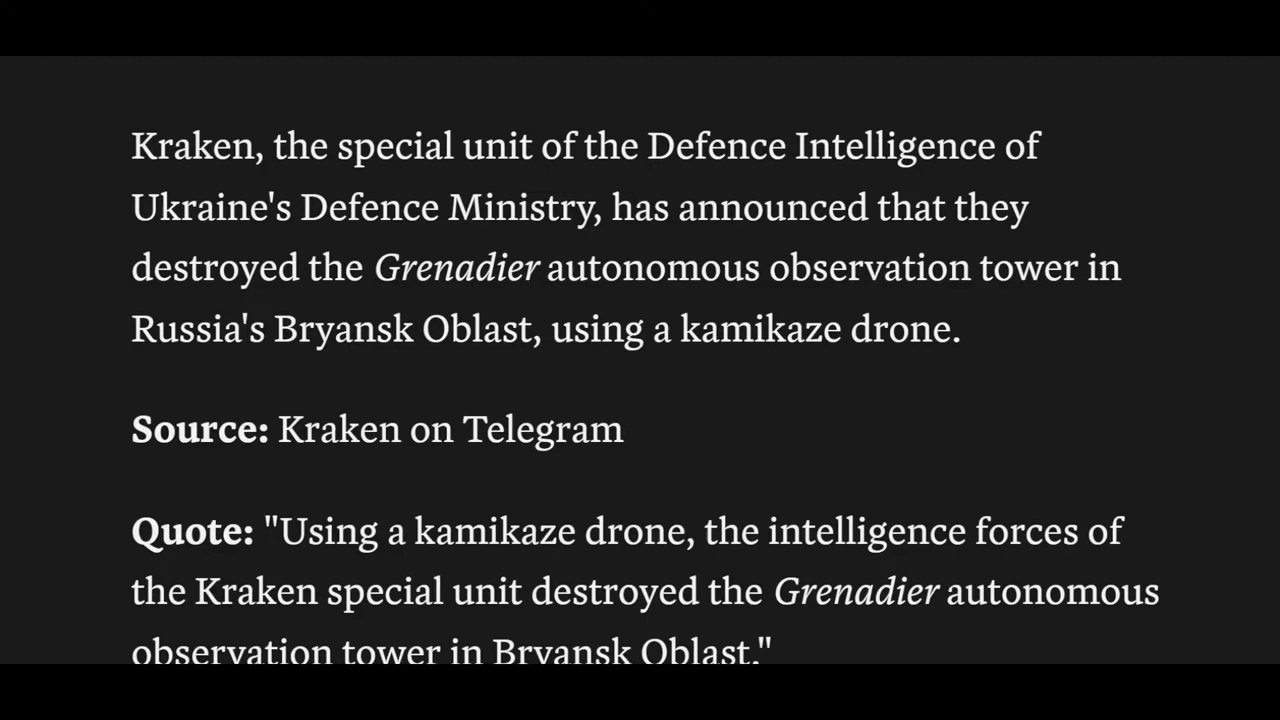 Kraken, the special unit of the Defence Intelligence of
Ukraine's Defence Ministry, has announced that they
destroyed the Grenadier autonomous observation tower in
Russia's Bryansk Oblast, using a kamikaze drone.
Source: Kraken on Telegram
Quote: "Using a kamikaze drone, the intelligence forces of
the Kraken special unit destroyed the Grenadier autonomous
observation tower in Bryansk Oblast."